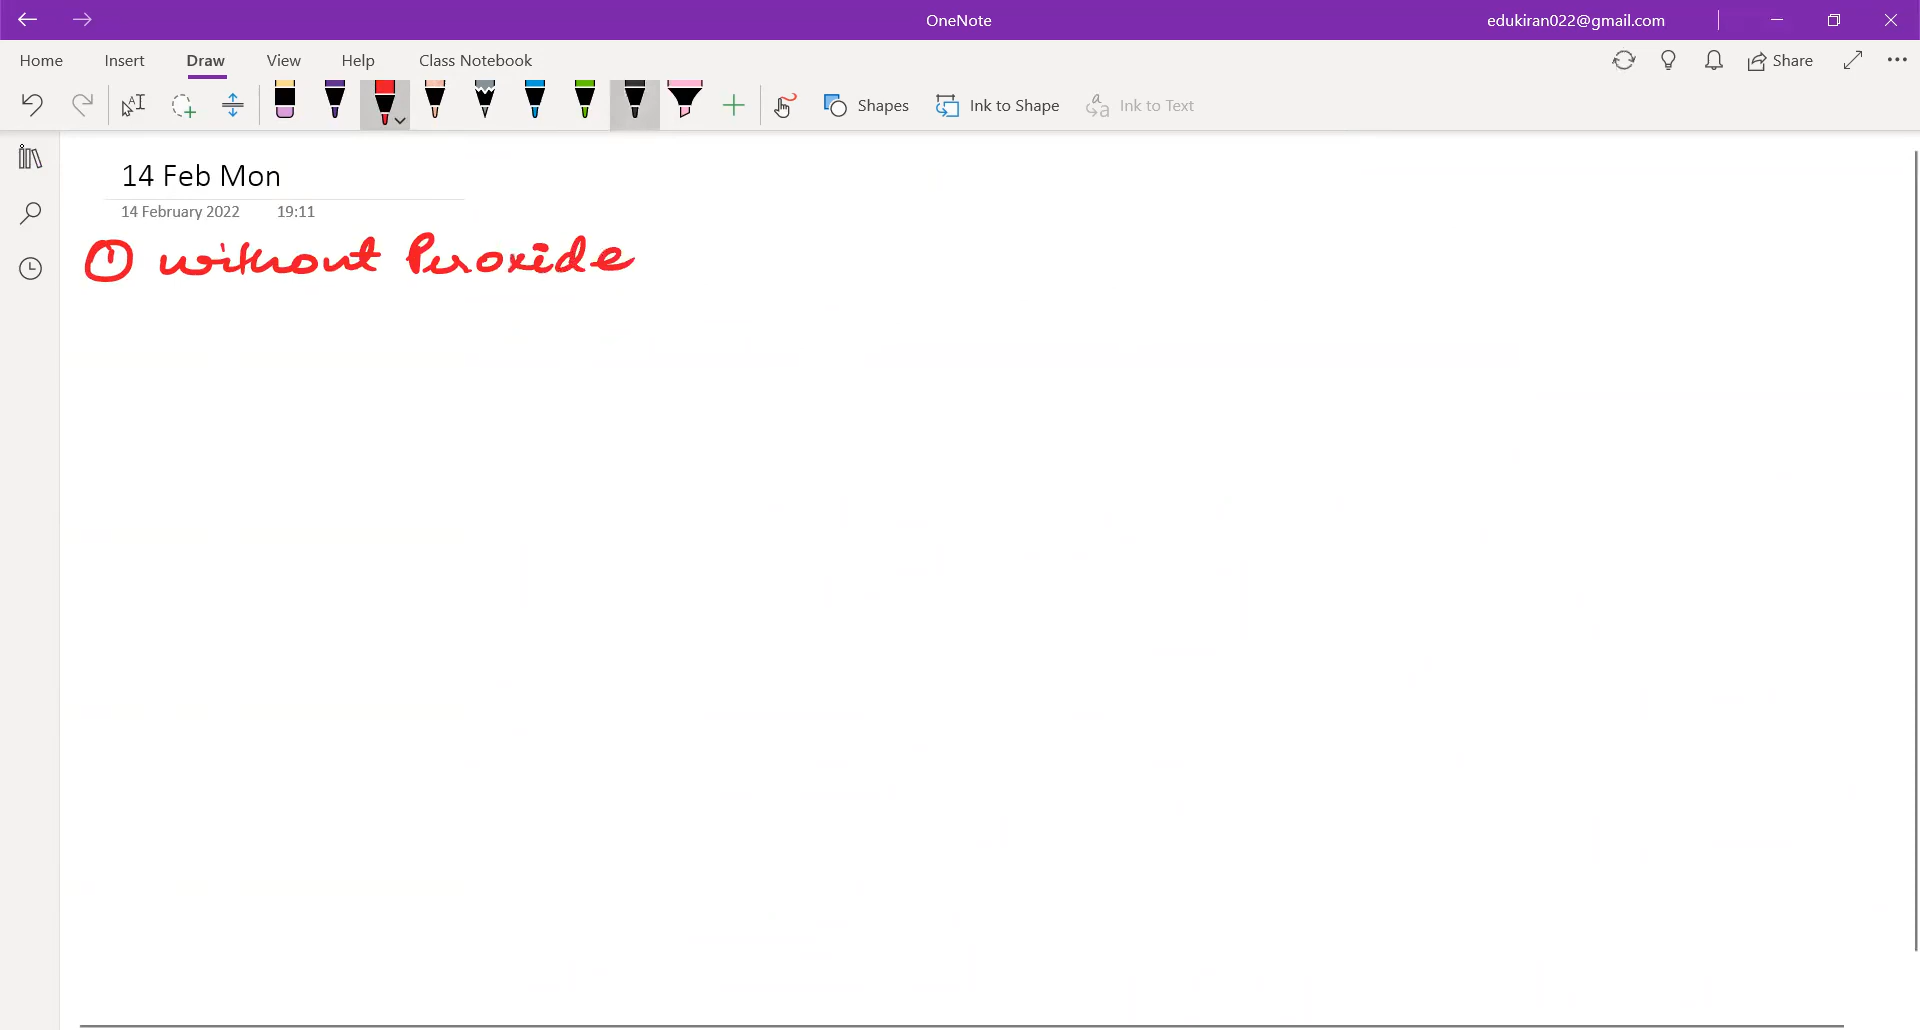 OneNote
edukiran022@gmail.com
Home Insert Draw View Help Class Notebook
Share
Shapes Ink to Shape Ink to Text
14 Feb Mon
14 February 2022 19:11
① without Peroxide